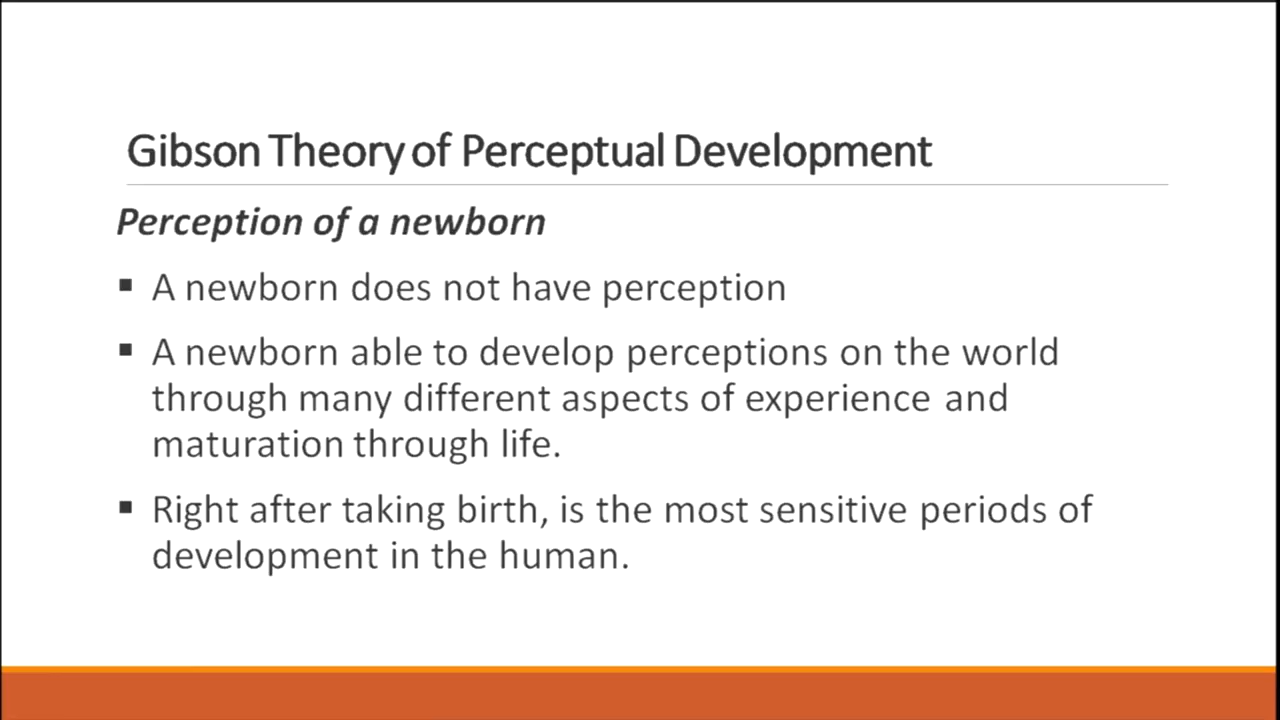 Gibson Theory of Perceptual Development
Perception of a newborn
▪ A newborn does not have perception
▪ A newborn able to develop perceptions on the world
through many different aspects of experience and
maturation through life.
▪ Right after taking birth, is the most sensitive periods of
development in the human.